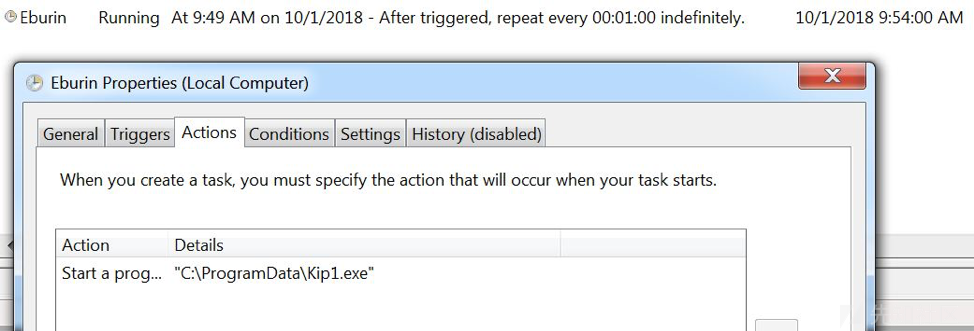 Eburin Running At 9:49 AM on 10/1/2018 - After triggered, repeat every 00:01:00 indefinitely. 10/1/2018 9:54:00 AM
Eburin Properties (Local Computer)
General Triggers Actions Conditions Settings History (disabled)
When you create a task, you must specify the action that will occur when your task starts.
Action Details
Start a prog... "C:\ProgramData\Kip1.exe"